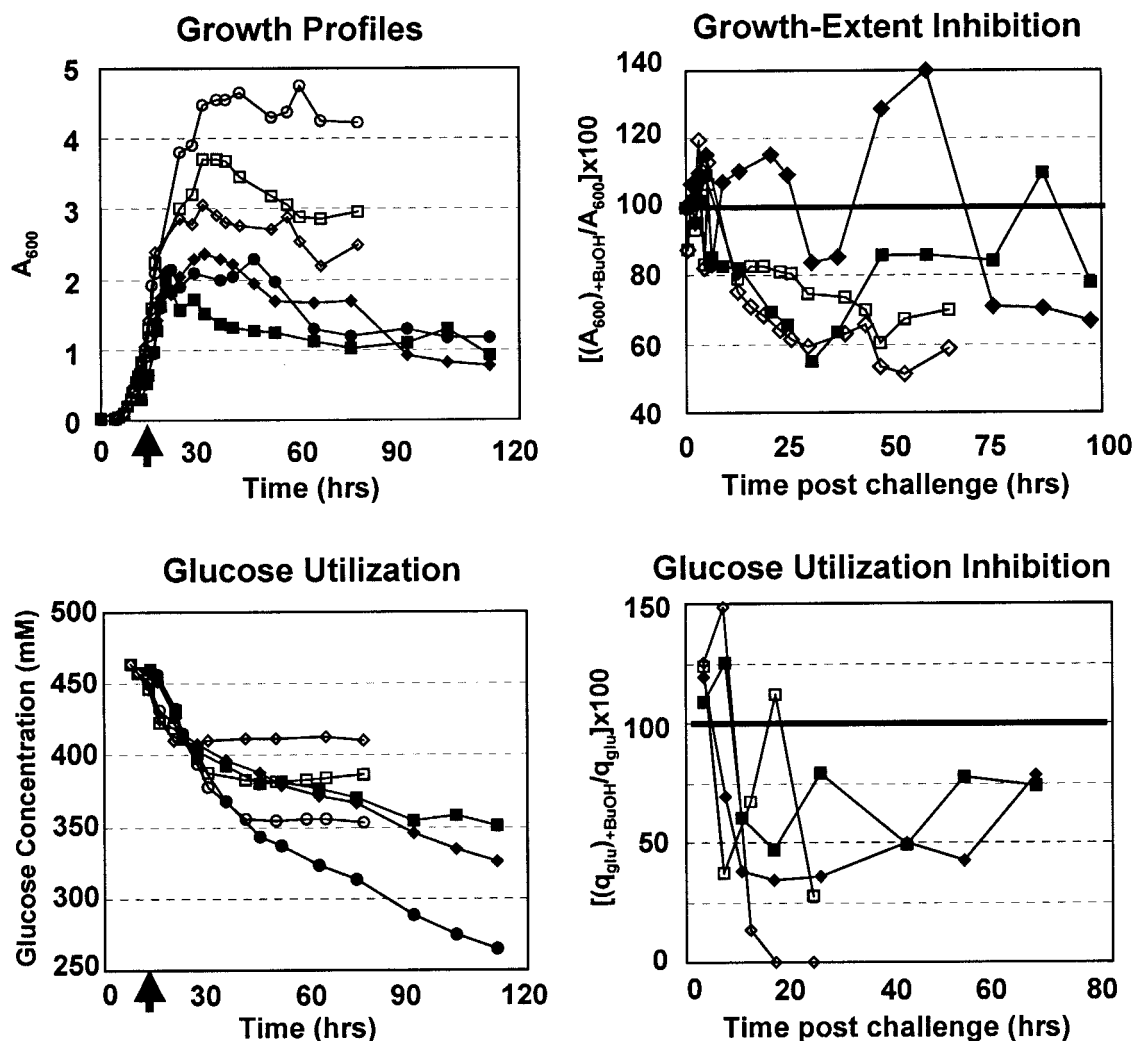 Growth Profiles
5
4
3
2
1
0
A600
0 30 60 90 120
Time (hrs)
Growth-Extent Inhibition
140
120
100
80
60
40
[(A600)+BuOH/A600]x100
0 25 50 75 100
Time post challenge (hrs)
Glucose Utilization
500
450
400
350
300
250
Glucose Concentration (mM)
0 30 60 90 120
Time (hrs)
Glucose Utilization Inhibition
150
100
50
0
[(qglu)+BuOH/qglu]x100
0 20 40 60 80
Time post challenge (hrs)